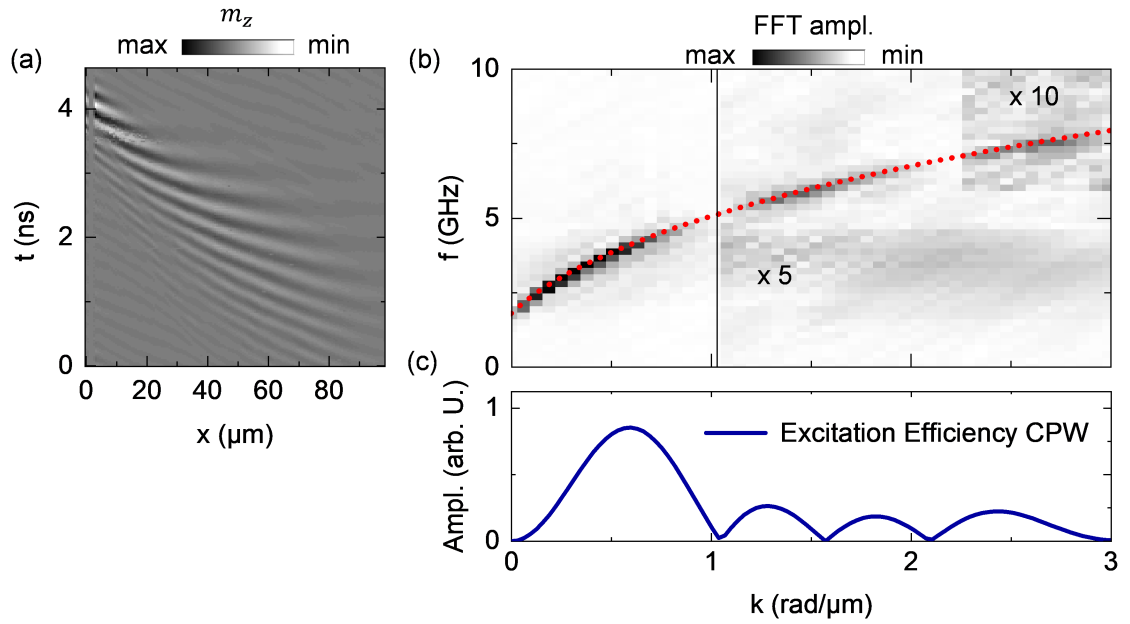 (a)
m_z
max min
t (ns)
4
2
0
0 20 40 60 80
x (µm)
(b)
FFT ampl.
max min
f (GHz)
10
5
0
x 10
x 5
(c)
Ampl. (arb. U.)
1
0
Excitation Efficiency CPW
0 1 2 3
k (rad/µm)